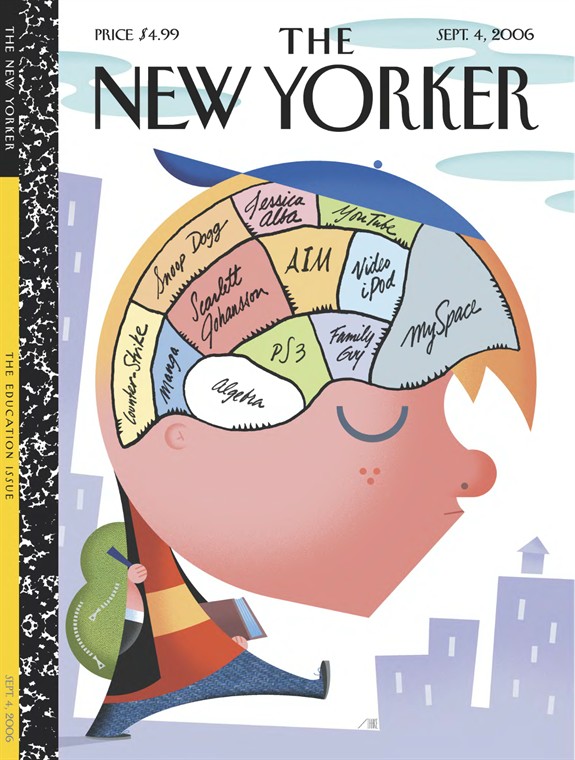 PRICE $4.99
SEPT. 4, 2006
THE
NEW YORKER
THE NEW YORKER
THE EDUCATION ISSUE
SEPT. 4, 2006
Jessica
Alba
YouTube
Snoop Dogg
AIM
Video
iPod
Scarlett
Johansson
mySpace
Counter-Strike
Manga
PS3
Family
Guy
Algebra